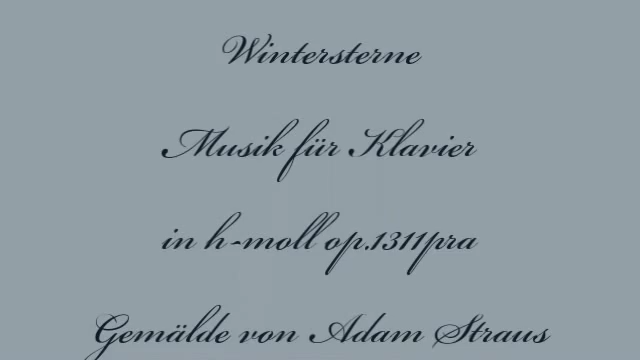 Wintersterne
Musik für Klavier
in h-moll op.1311pra
Gemälde von Adam Straus